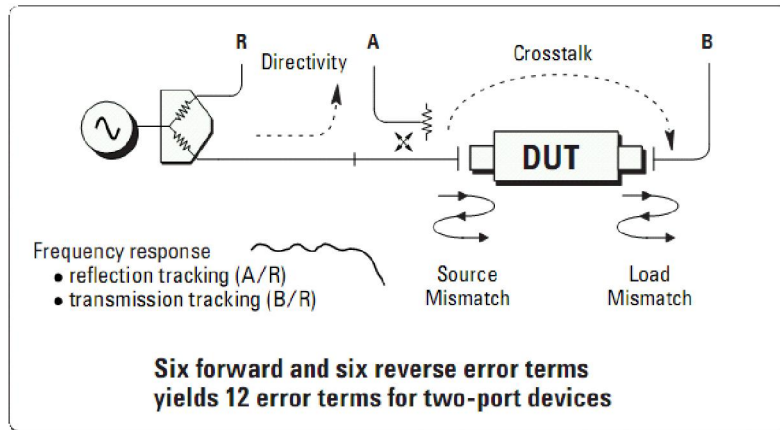 R
A
B
Directivity
Crosstalk
DUT
Frequency response
• reflection tracking (A/R)
• transmission tracking (B/R)
Source
Mismatch
Load
Mismatch
Six forward and six reverse error terms
yields 12 error terms for two-port devices